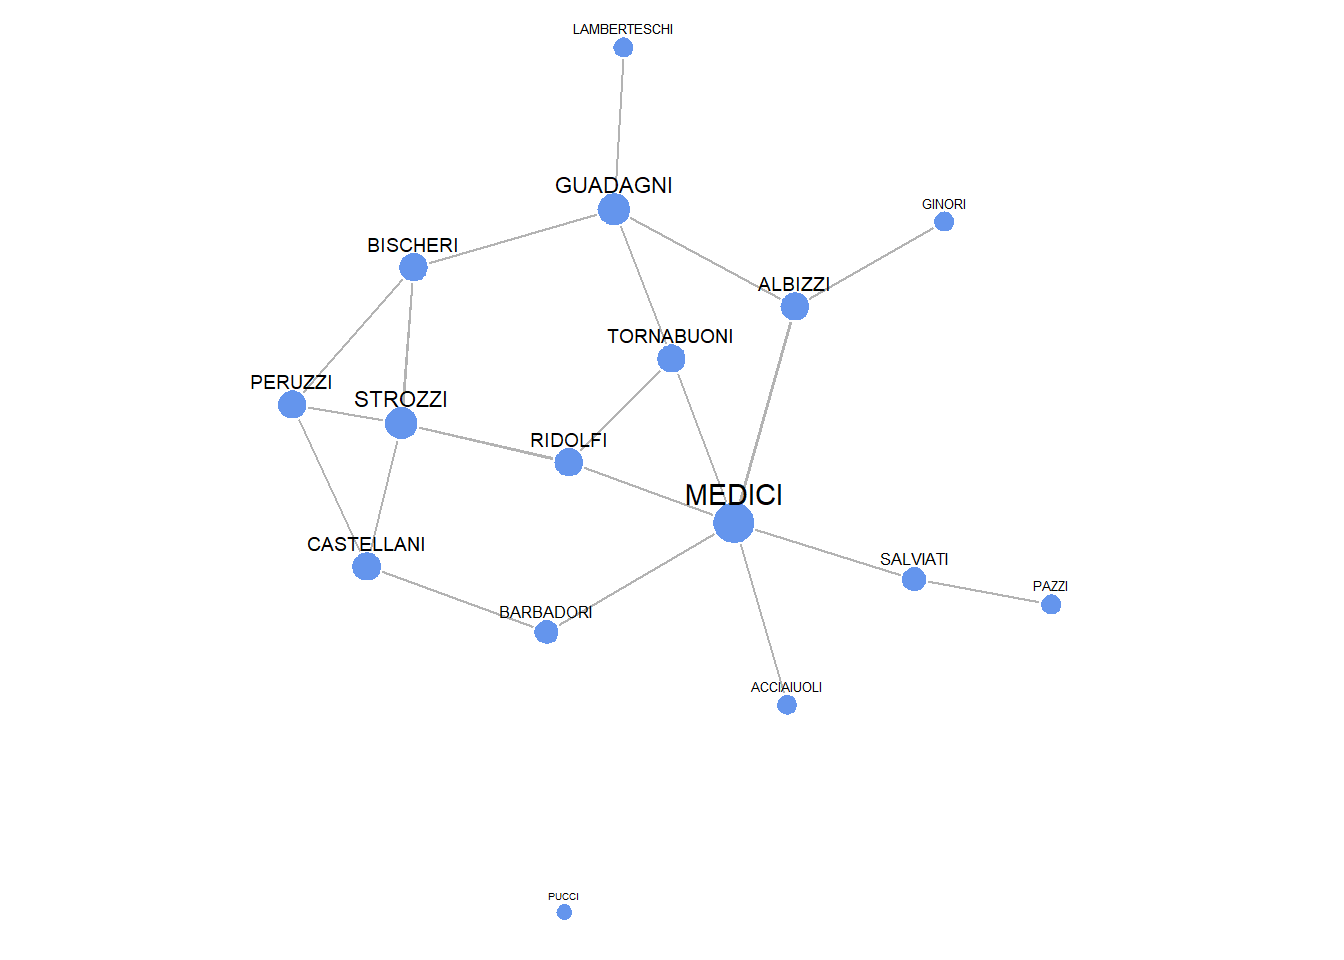 LAMBERTESCHI
GUADAGNI
GINORI
BISCHERI
ALBIZZI
TORNABUONI
PERUZZI
STROZZI
RIDOLFI
MEDICI
CASTELLANI
SALVIATI
PAZZI
BARBADORI
ACCIAIUOLI
PUCCI